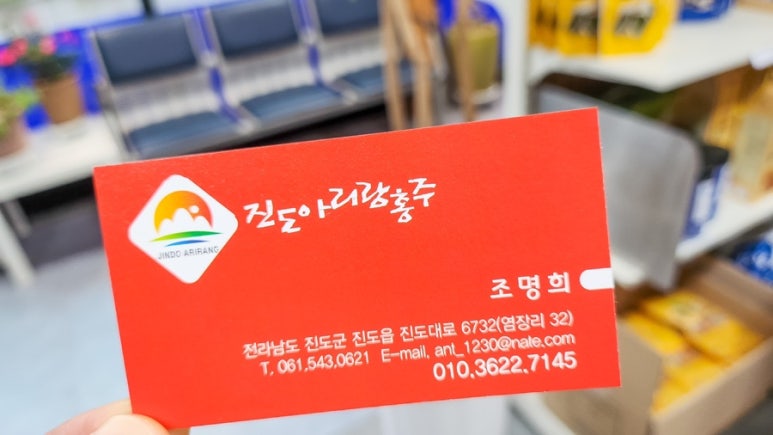 진도아리랑홍주
JINDO ARIRANG
조명희
전라남도 진도군 진도읍 진도대로 6732(염장리 32)
T. 061.543.0621 E-mail. ant_1230@nate.com
010.3622.7145